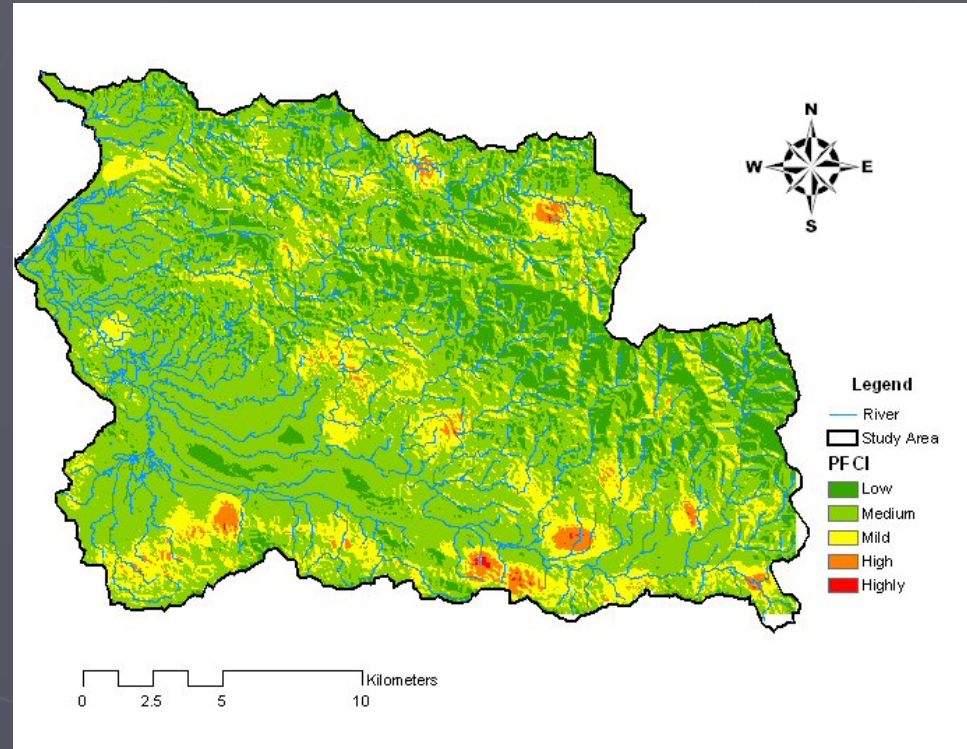 N
W E
S
Legend
River
Study Area
PFCI
Low
Medium
Mild
High
Highly
Kilometers
0 2.5 5 10